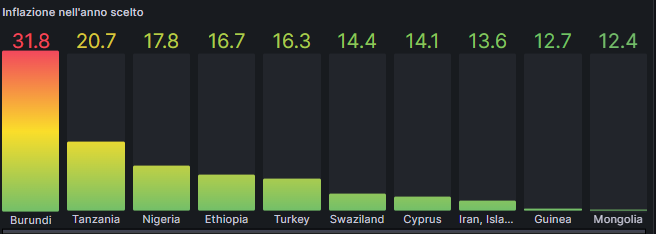 Inflazione nell'anno scelto
31.8 20.7 17.8 16.7 16.3 14.4 14.1 13.6 12.7 12.4
Burundi Tanzania Nigeria Ethiopia Turkey Swaziland Cyprus Iran, Isla... Guinea Mongolia